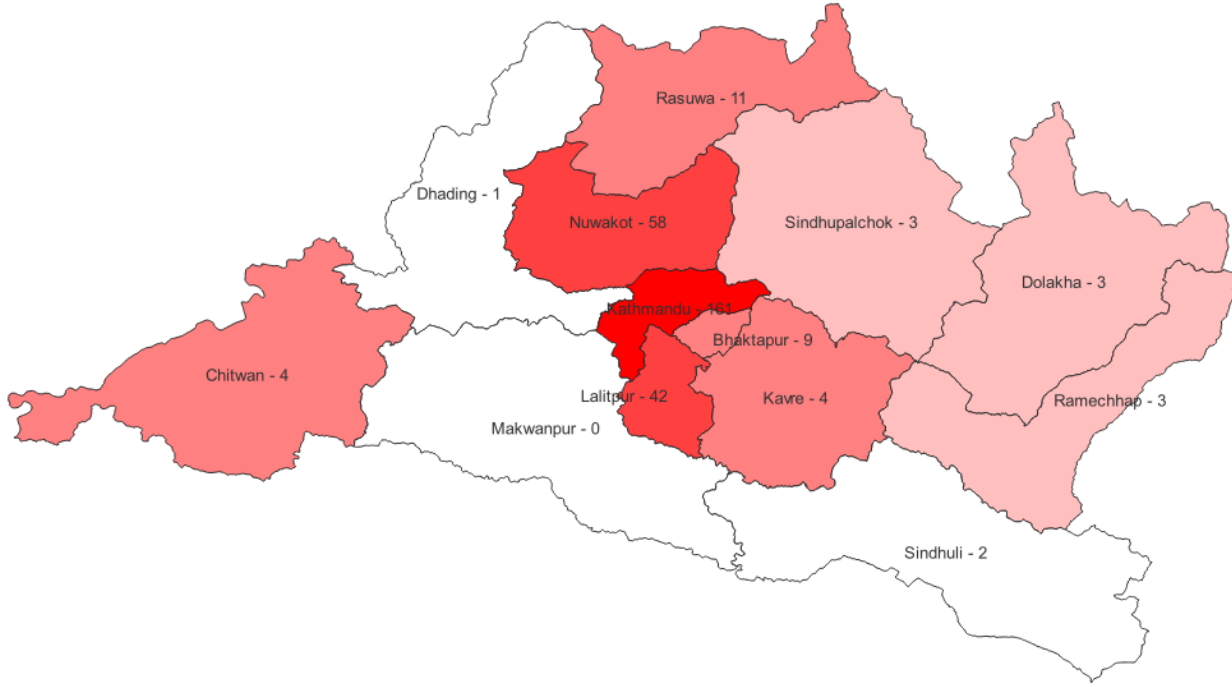 Rasuwa - 11
Dhading - 1
Nuwakot - 58
Sindhupalchok - 3
Dolakha - 3
Kathmandu - 161
Bhaktapur - 9
Chitwan - 4
Lalitpur - 42
Kavre - 4
Ramechhap - 3
Makwanpur - 0
Sindhuli - 2